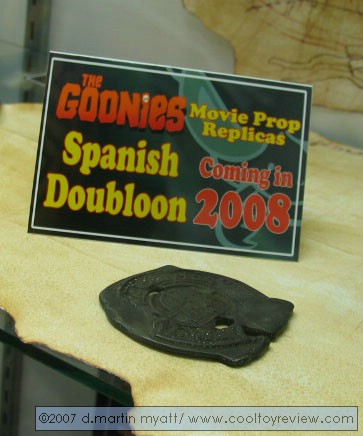 THE
GOONIES
Movie Prop
Replicas
Spanish
Doubloon
Coming in
2008
©2007 d.martin myatt/ www.cooltoyreview.com